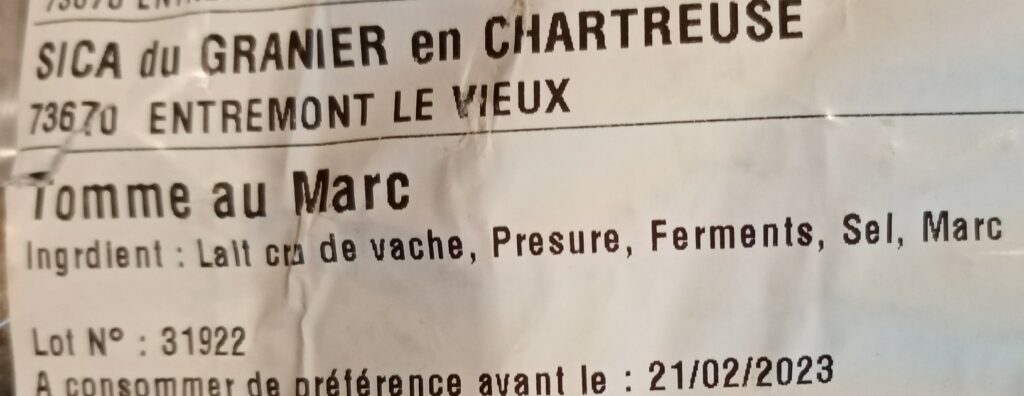 SICA du GRANIER en CHARTREUSE
73670 ENTREMONT LE VIEUX
Tomme au Marc
Ingrdient : Lait cru de vache, Presure, Ferments, Sel, Marc
Lot N° : 31922
A consommer de préférence avant le : 21/02/2023